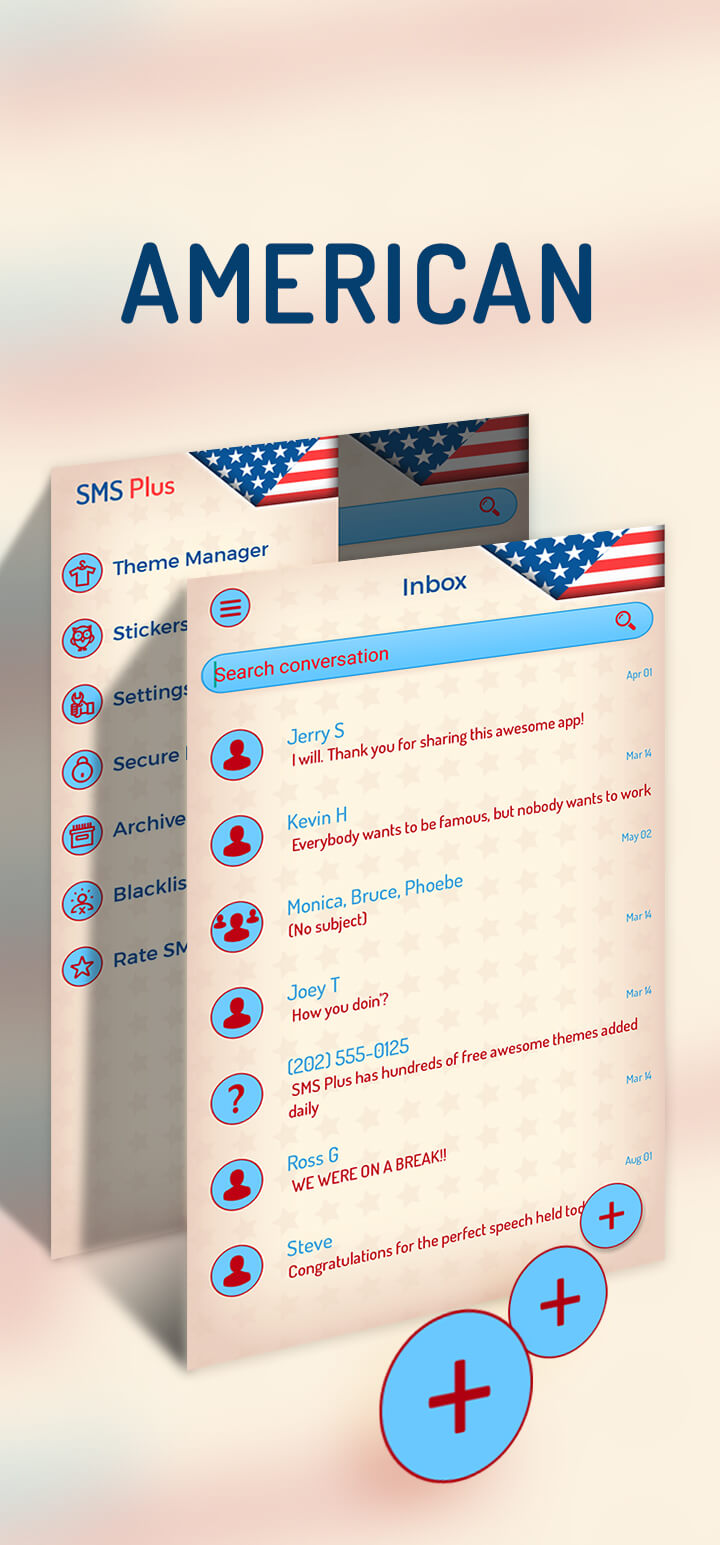 AMERICAN
SMS Plus
Theme Manager
Stickers
Settings
Secure
Archive
Blacklis
Rate SM
Inbox
Search conversation
Apr 01
Jerry S
I will. Thank you for sharing this awesome app!
Mar 14
Kevin H
Everybody wants to be famous, but nobody wants to work
May 02
Monica, Bruce, Phoebe
(No subject)
Mar 14
Joey T
How you doin'?
Mar 14
(202) 555-0125
SMS Plus has hundreds of free awesome themes added
daily
Mar 14
Ross G
WE WERE ON A BREAK!!
Aug 01
Steve
Congratulations for the perfect speech held tod